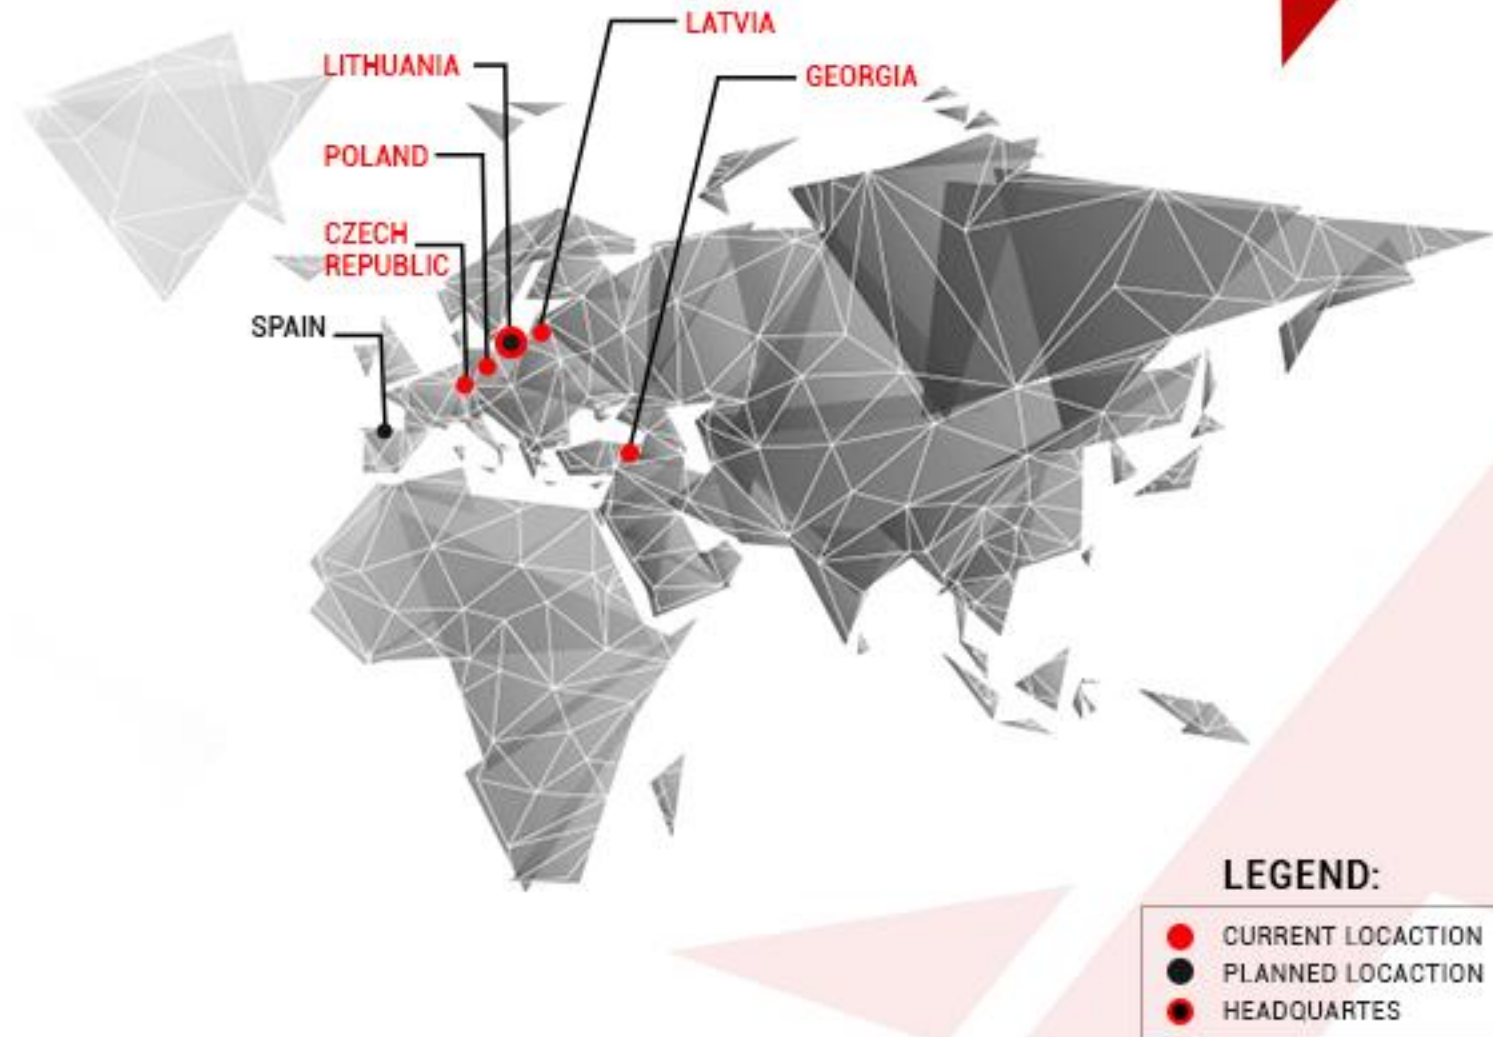 LATVIA
LITHUANIA
GEORGIA
POLAND
CZECH
REPUBLIC
SPAIN
LEGEND:
CURRENT LOCACTION
PLANNED LOCACTION
HEADQUARTES